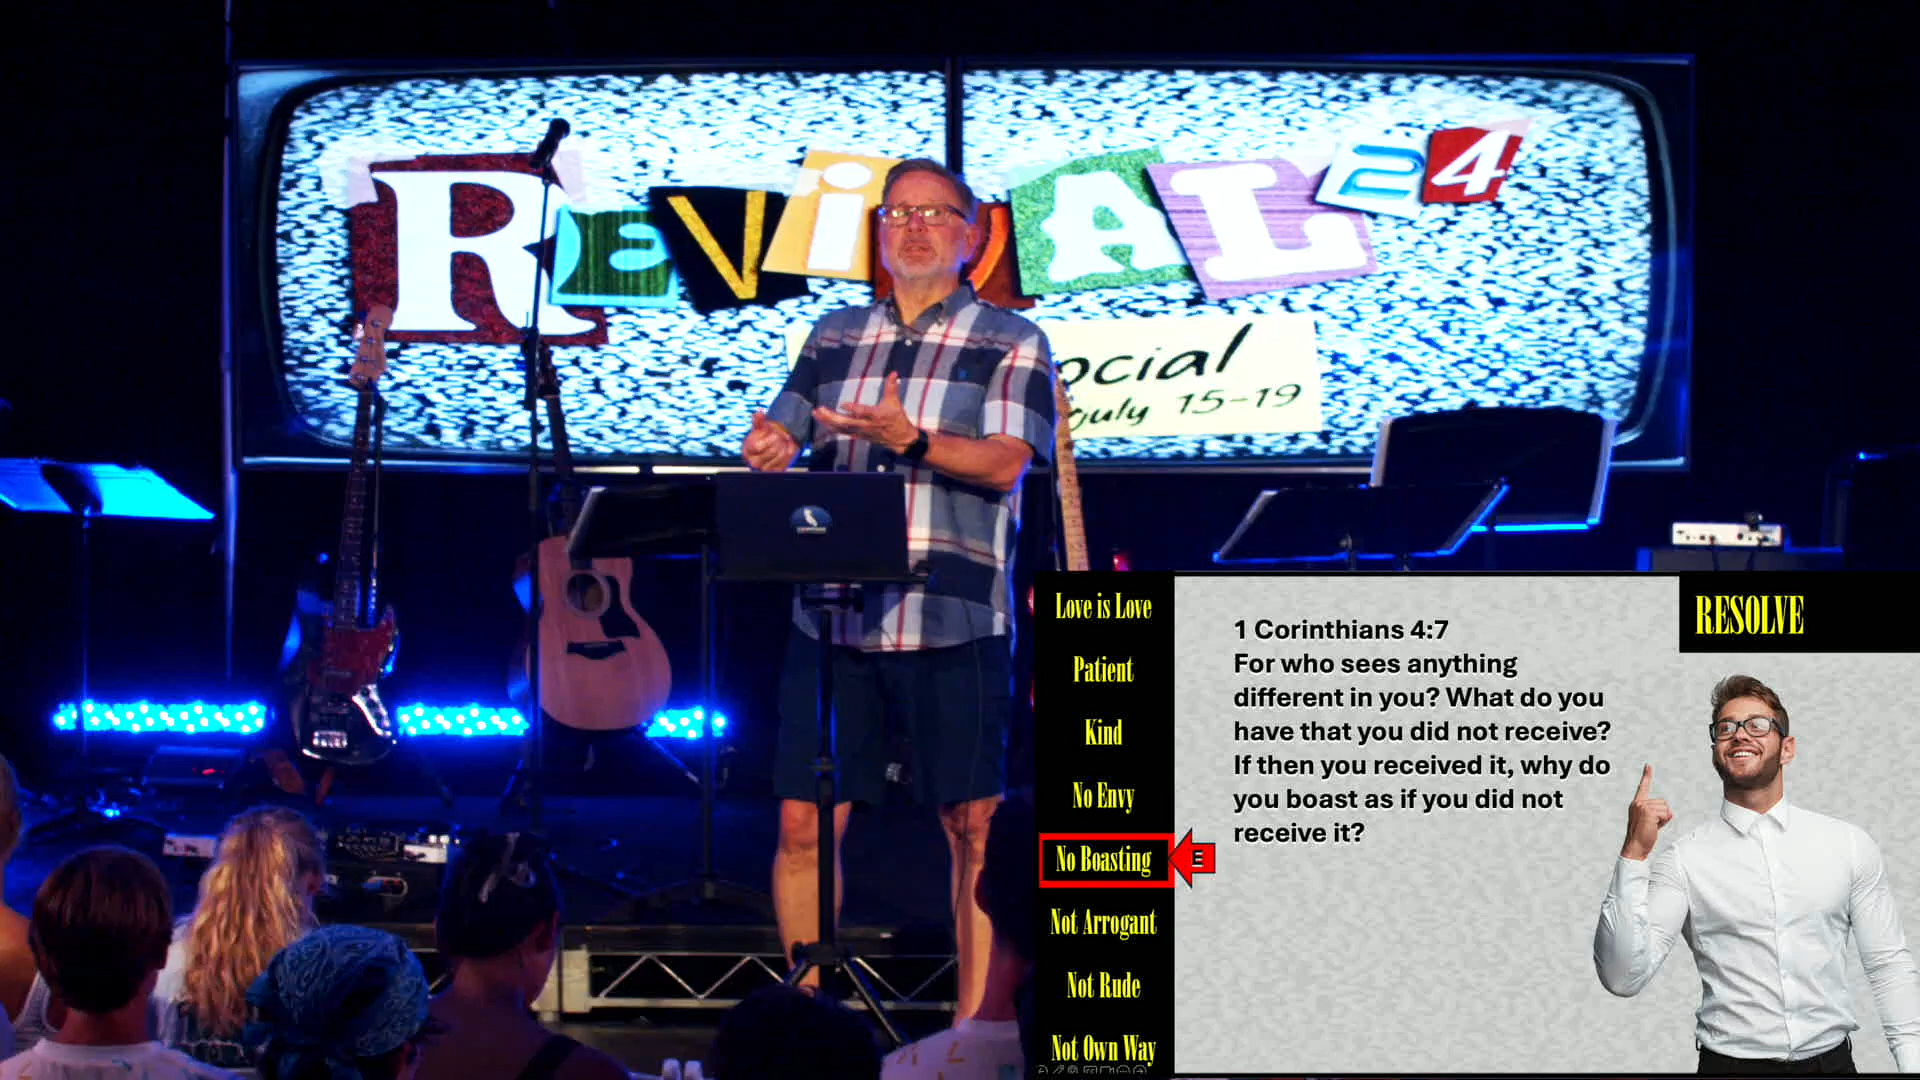 REViVAL 24
ocial
july 15-19
Love is Love
Patient
Kind
No Envy
No Boasting
E
Not Arrogant
Not Rude
Not Own Way
1 Corinthians 4:7
For who sees anything
different in you? What do you
have that you did not receive?
If then you received it, why do
you boast as if you did not
receive it?
RESOLVE